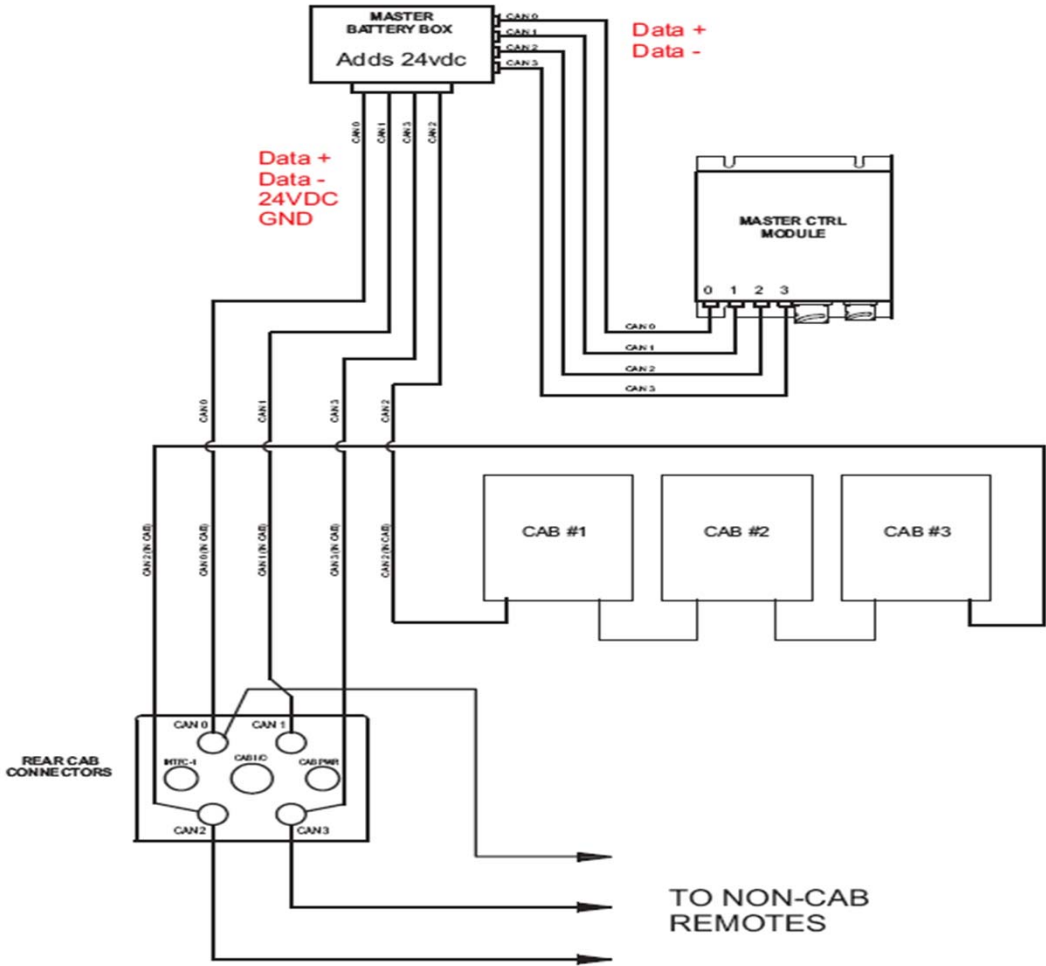 MASTER
BATTERY BOX
Adds 24vdc
CAN 0
CAN 1
CAN 2
CAN 3
Data +
Data -
CAN 0
CAN 1
CAN 3
CAN 2
Data +
Data -
24VDC
GND
MASTER CTRL
MODULE
0 1 2 3
CAN 0
CAN 1
CAN 2
CAN 3
CAN 0
CAN 1
CAN 3
CAN 2
CAB #1
CAB #2
CAB #3
CAN 2 (IN CAB)
CAN 0 (IN CAB)
CAN 1 (IN CAB)
CAN 3 (IN CAB)
CAN 2 (IN CAB)
REAR CAB
CONNECTORS
CAN 0
CAN 1
CAB I/O
CAB PWR
CAN 2
CAN 3
TO NON-CAB
REMOTES